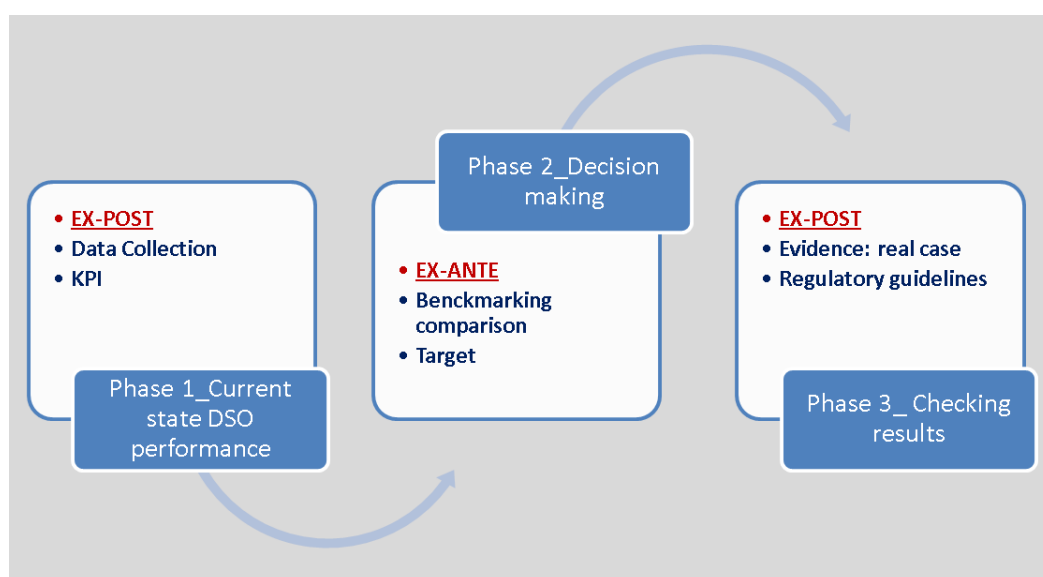 • EX-POST
• Data Collection
• KPI
Phase 1_Current
state DSO
performance
Phase 2_Decision
making
• EX-ANTE
• Benckmarking
comparison
• Target
• EX-POST
• Evidence: real case
• Regulatory guidelines
Phase 3_ Checking
results